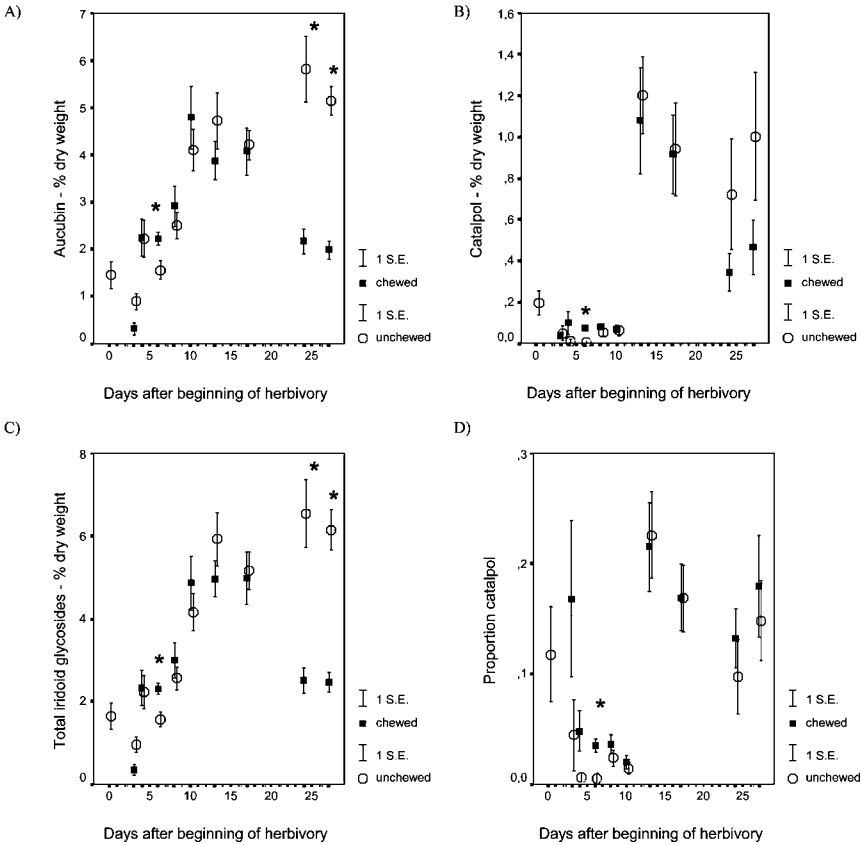 A)
7
6
5
4
3
2
1
0
Aucubin - % dry weight
*
*
*
0 5 10 15 20 25
Days after beginning of herbivory
1 S.E.
chewed
1 S.E.
unchewed
B)
1,6
1,4
1,2
1,0
,8
,6
,4
,2
0,0
Catalpol - % dry weight
*
0 5 10 15 20 25
Days after beginning of herbivory
1 S.E.
chewed
1 S.E.
unchewed
C)
8
6
4
2
0
Total iridoid glycosides - % dry weight
*
*
*
0 5 10 15 20 25
Days after beginning of herbivory
1 S.E.
chewed
1 S.E.
unchewed
D)
,3
,2
,1
0,0
Proportion catalpol
*
0 5 10 15 20 25
Days after beginning of herbivory
1 S.E.
chewed
1 S.E.
unchewed